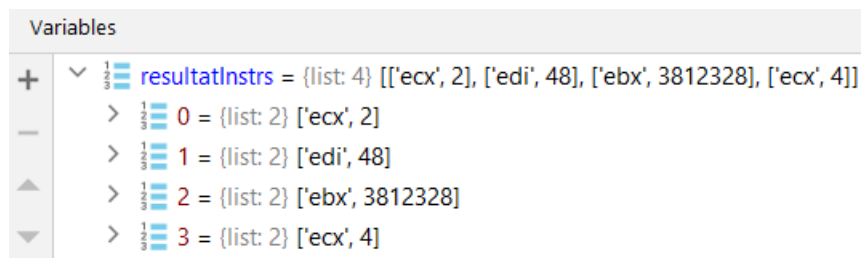 Variables
resultatInstrs = {list: 4} [['ecx', 2], ['edi', 48], ['ebx', 3812328], ['ecx', 4]]
0 = {list: 2} ['ecx', 2]
1 = {list: 2} ['edi', 48]
2 = {list: 2} ['ebx', 3812328]
3 = {list: 2} ['ecx', 4]